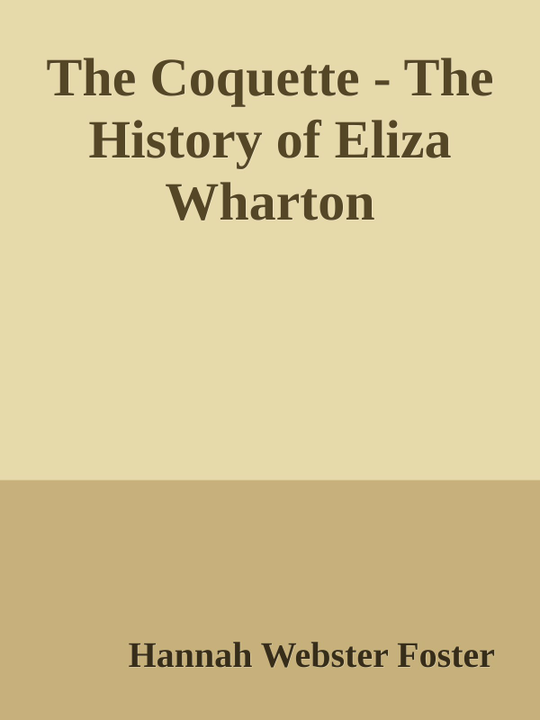 The Coquette - The
History of Eliza
Wharton
Hannah Webster Foster